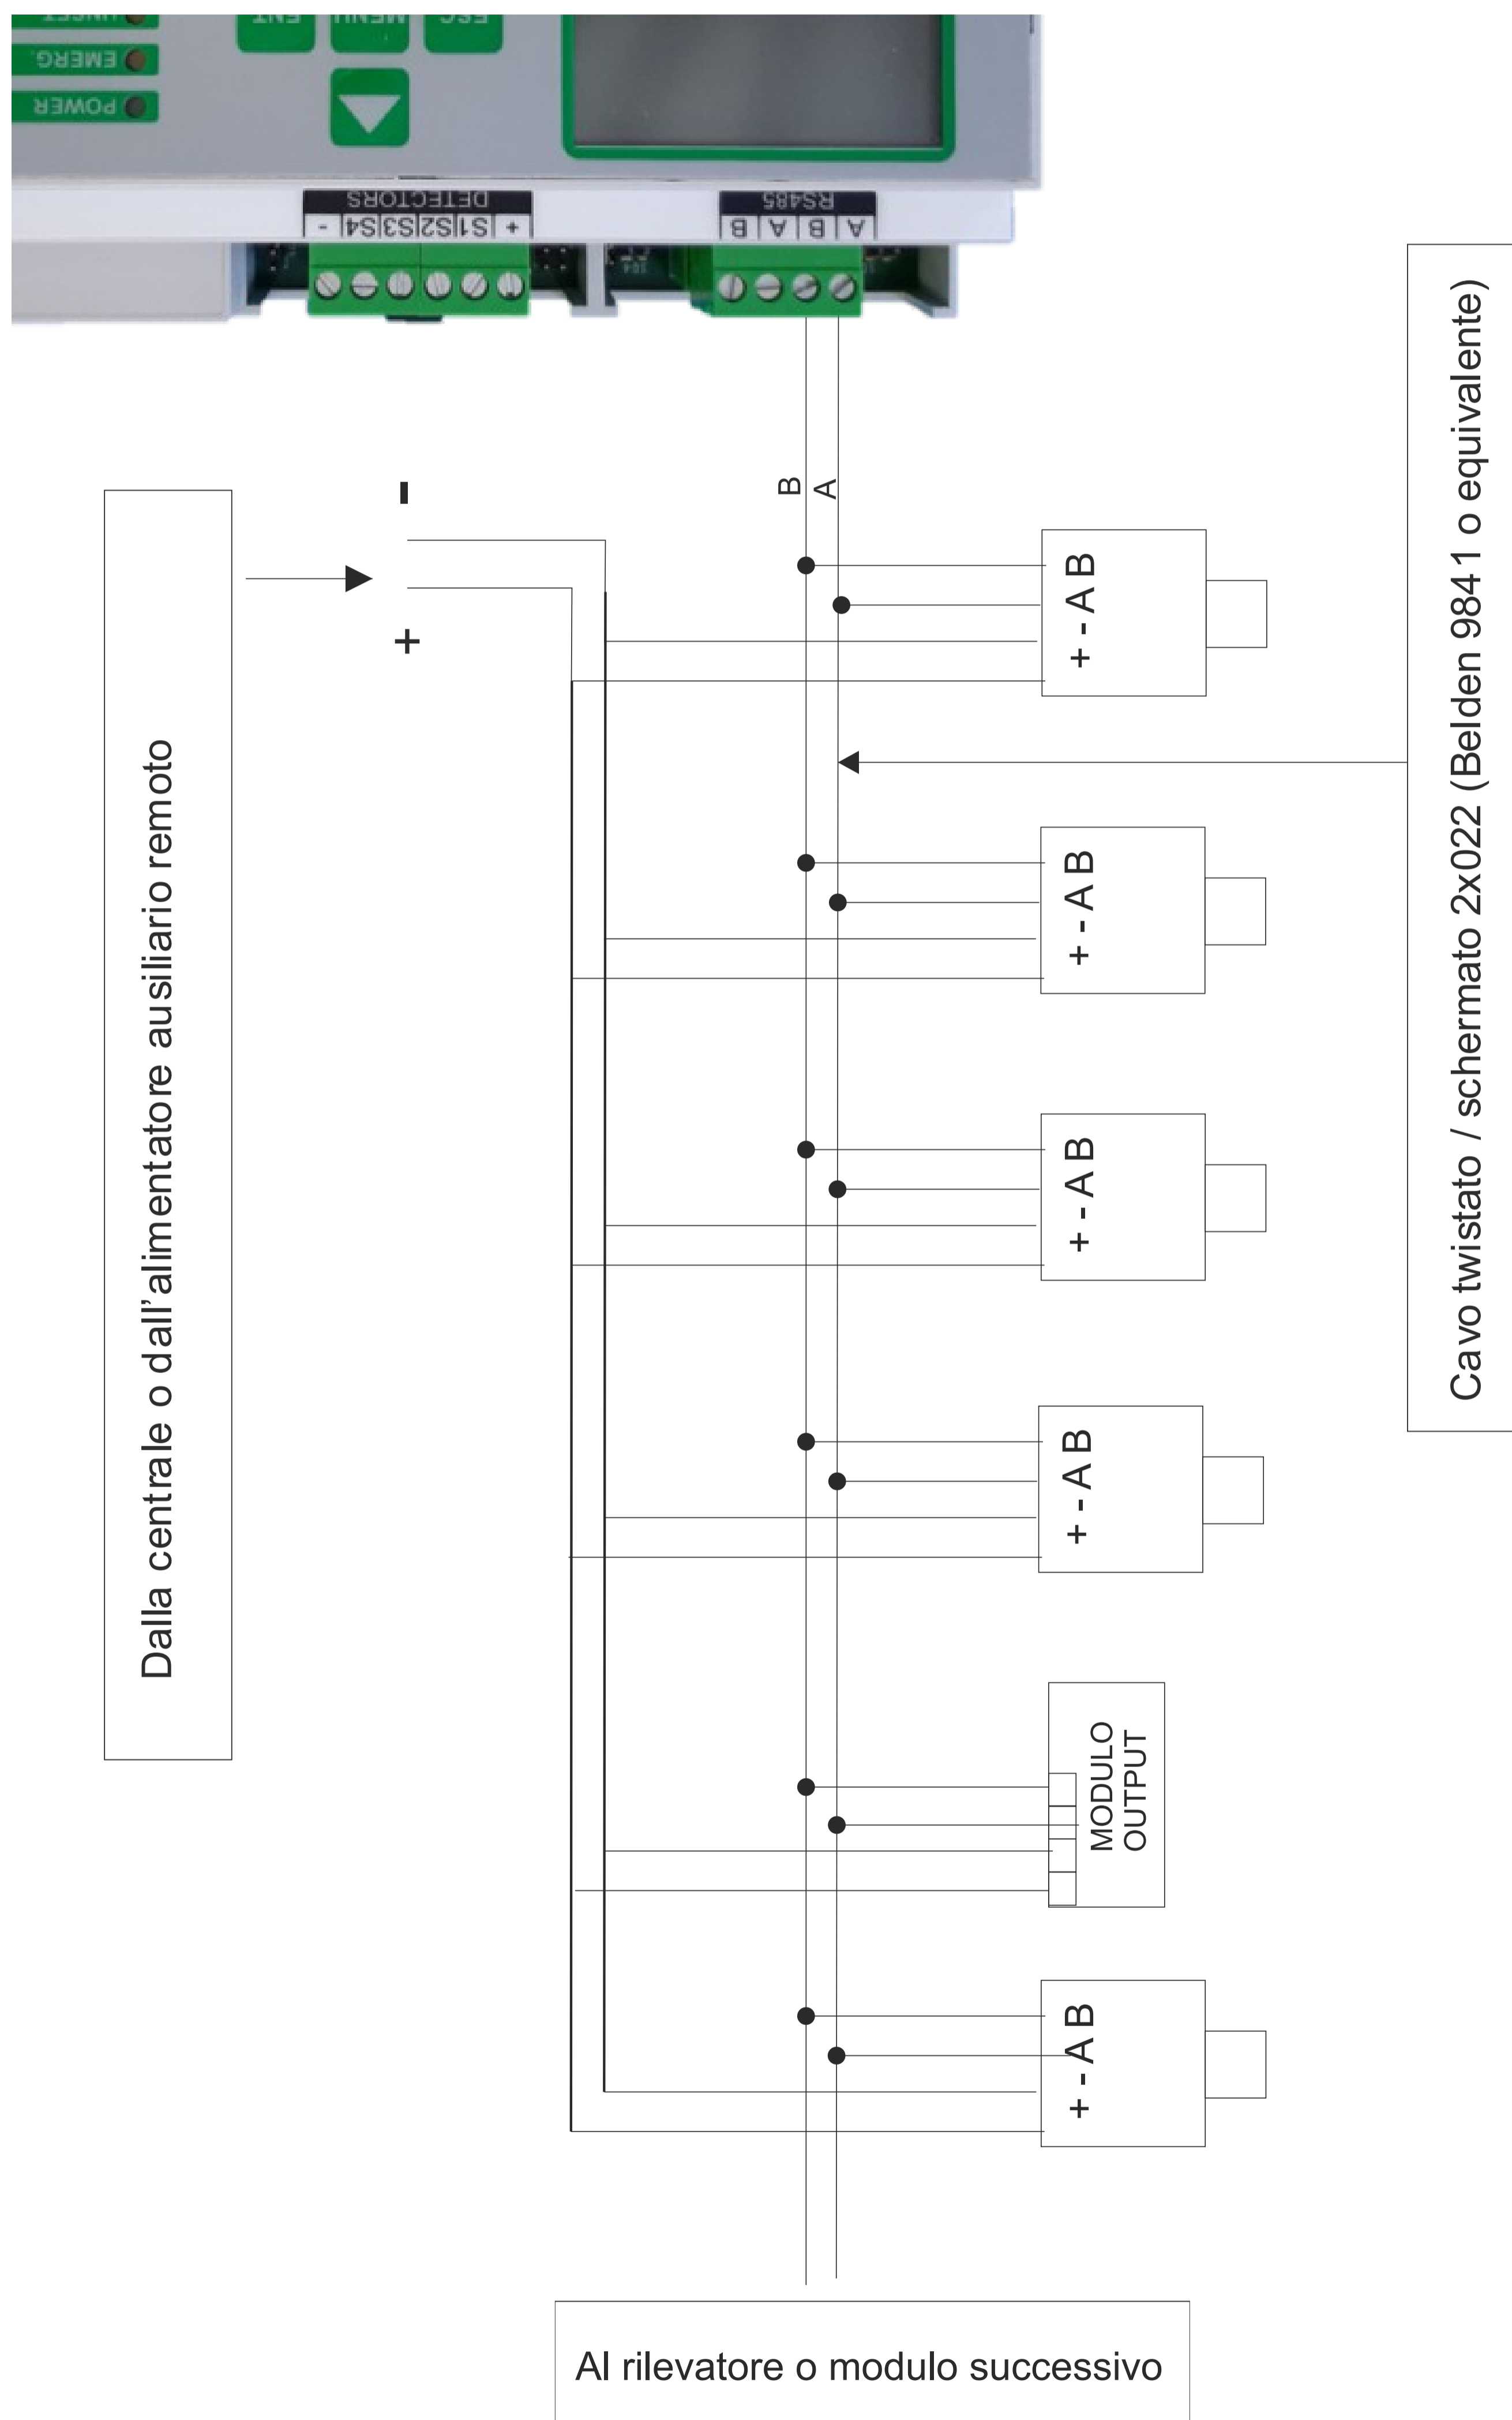 UNSET
EMERG.
POWER
ENT
MENU
ESC
DETECTORS
- S4 S3 S2 S1 +
RS485
B A B A
-
+
B
A
Dalla centrale o dall'alimentatore ausiliario remoto
Cavo twistato / schermato 2x022 (Belden 9841 o equivalente)
+ - A B
+ - A B
+ - A B
+ - A B
MODULO
OUTPUT
+ - A B
Al rilevatore o modulo successivo